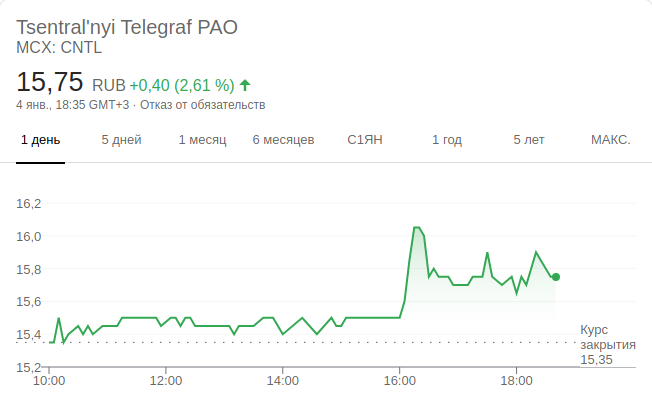 Tsentral'nyi Telegraf PAO
MCX: CNTL
15,75 RUB +0,40 (2,61 %)
4 янв., 18:35 GMT+3 · Отказ от обязательств
1 день 5 дней 1 месяц 6 месяцев С1ЯН 1 год 5 лет МАКС.
16,2
16,0
15,8
15,6
15,4
Курс
закрытия
15,35
15,2
10:00 12:00 14:00 16:00 18:00